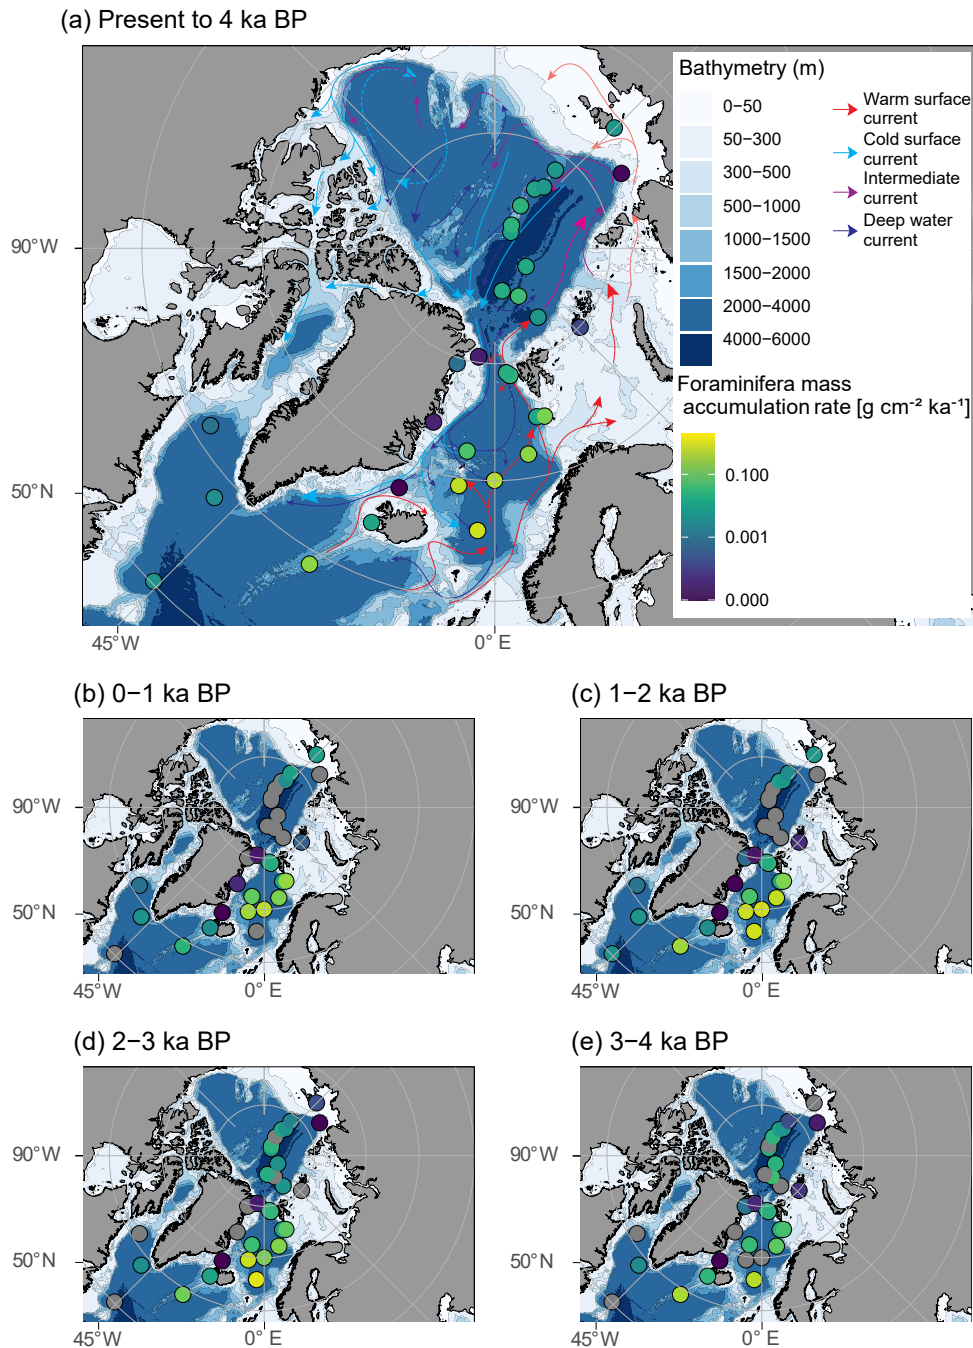 (a) Present to 4 ka BP
Bathymetry (m)
0−50
50−300
300−500
500−1000
1000−1500
1500−2000
2000−4000
4000−6000
Warm surface
current
Cold surface
current
Intermediate
current
Deep water
current
Foraminifera mass
accumulation rate [g cm⁻² ka⁻¹]
0.100
0.001
0.000
90°W
50°N
45°W
0° E
(b) 0−1 ka BP
90°W
50°N
45°W
0° E
(c) 1−2 ka BP
90°W
50°N
45°W
0° E
(d) 2−3 ka BP
90°W
50°N
45°W
0° E
(e) 3−4 ka BP
90°W
50°N
45°W
0° E